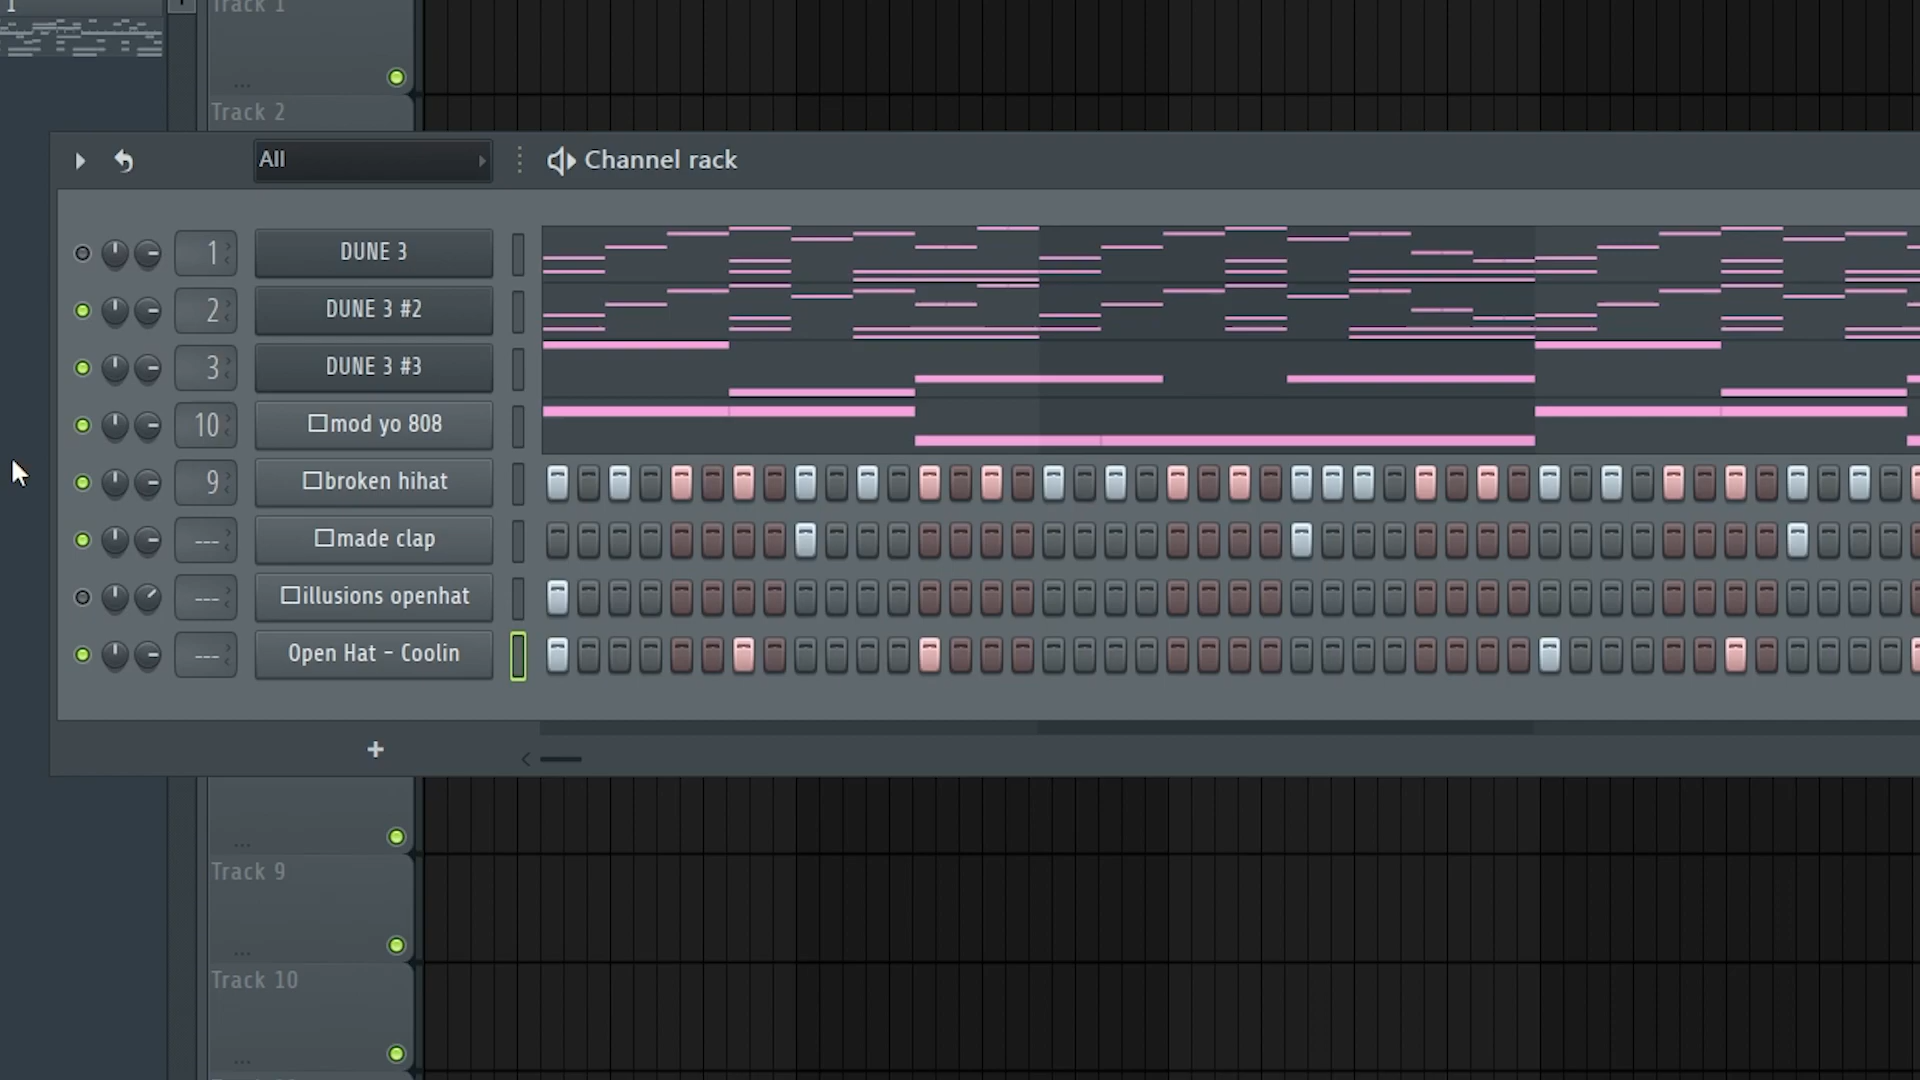 Track 1
...
Track 2
All
Channel rack
1 DUNE 3
2 DUNE 3 #2
3 DUNE 3 #3
10 □mod yo 808
9 □broken hihat
--- □made clap
--- □illusions openhat
--- Open Hat - Coolin
+
...
Track 9
...
Track 10
...